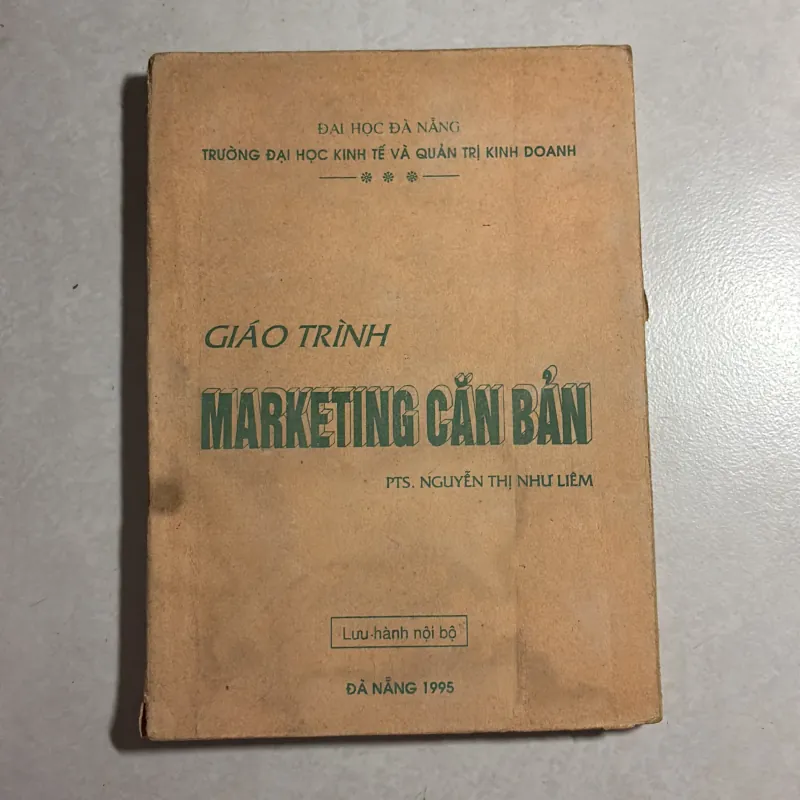 ĐẠI HỌC ĐÀ NẴNG
TRƯỜNG ĐẠI HỌC KINH TẾ VÀ QUẢN TRỊ KINH DOANH
GIÁO TRÌNH
MARKETING CĂN BẢN
PTS. NGUYỄN THỊ NHƯ LIÊM
Lưu hành nội bộ
ĐÀ NẴNG 1995